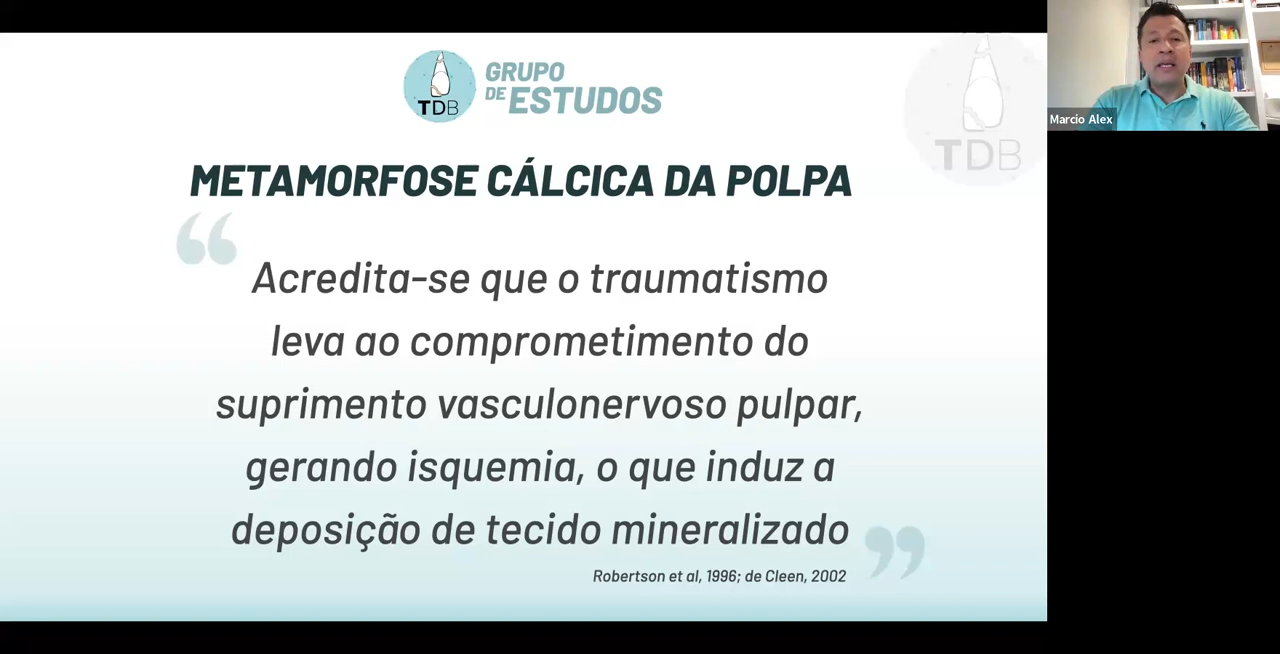 GRUPO
DE ESTUDOS
TDB
TDB
Marcio Alex
METAMORFOSE CÁLCICA DA POLPA
“
Acredita-se que o traumatismo
leva ao comprometimento do
suprimento vasculonervoso pulpar,
gerando isquemia, o que induz a
deposição de tecido mineralizado
”
Robertson et al, 1996; de Cleen, 2002